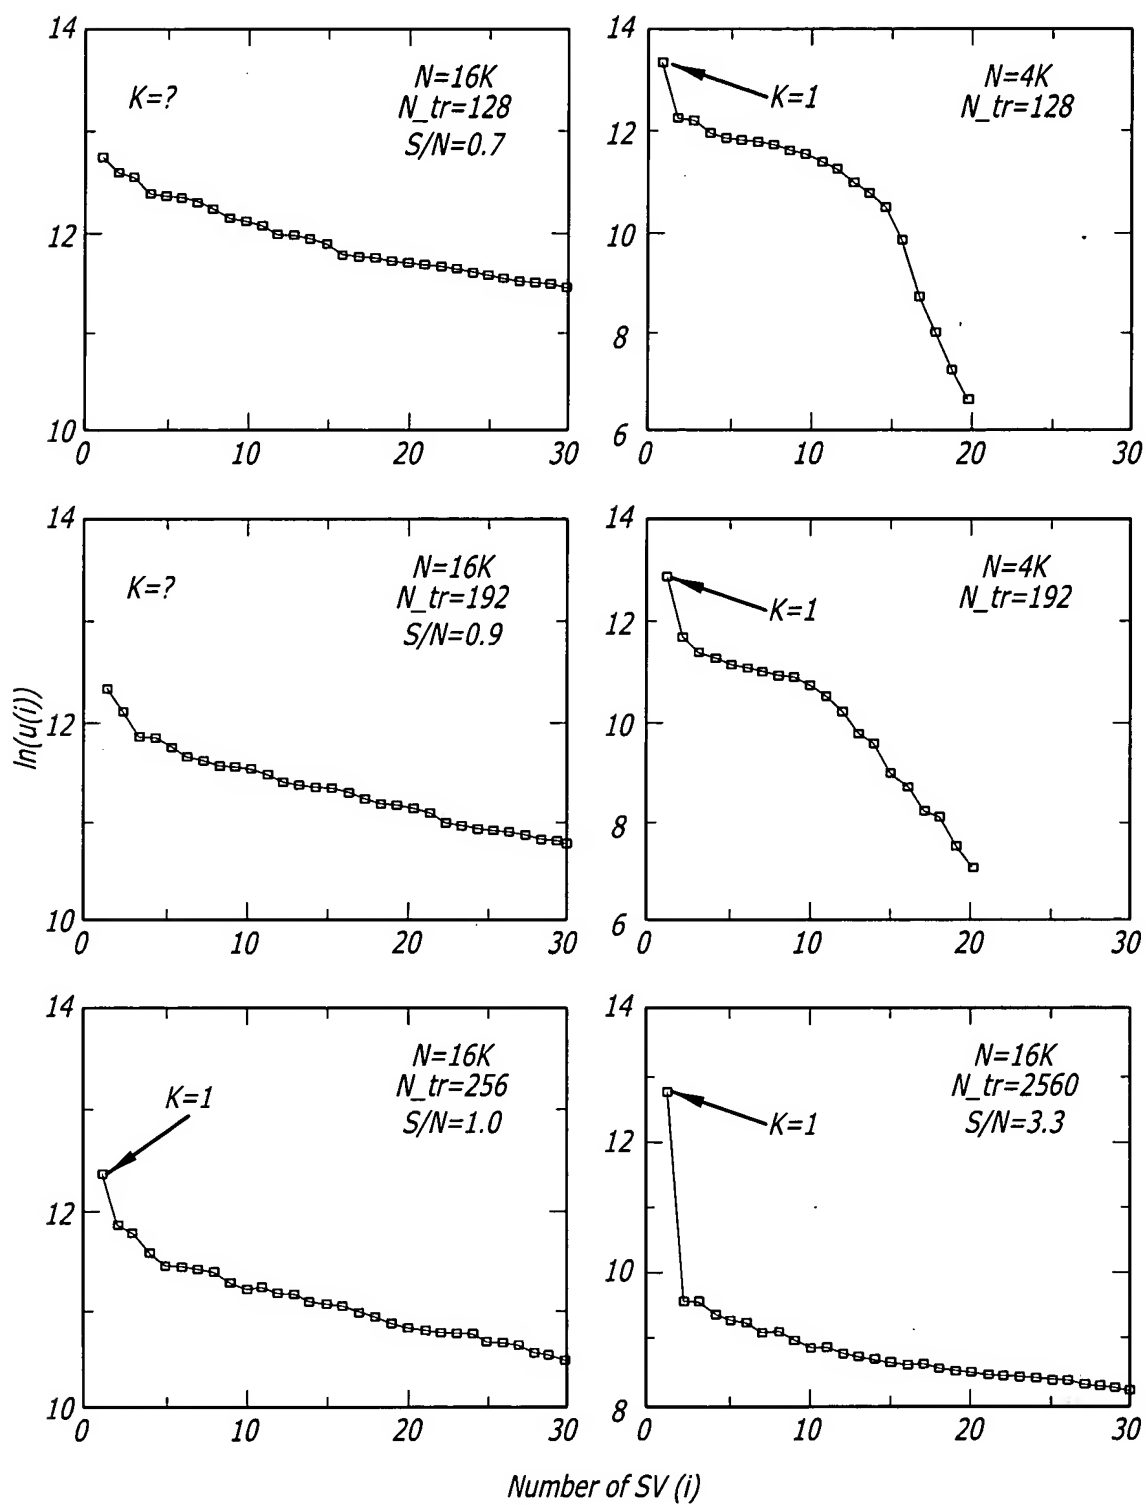 14
12
10
0
10
20
30
K=?
N=16K
N_tr=128
S/N=0.7
14
12
10
8
6
0
10
20
30
K=1
N=4K
N_tr=128
ln(u(i))
14
12
10
0
10
20
30
K=?
N=16K
N_tr=192
S/N=0.9
14
12
10
8
6
0
10
20
30
K=1
N=4K
N_tr=192
14
12
10
0
10
20
30
K=1
N=16K
N_tr=256
S/N=1.0
14
12
10
8
0
10
20
30
K=1
N=16K
N_tr=2560
S/N=3.3
Number of SV (i)